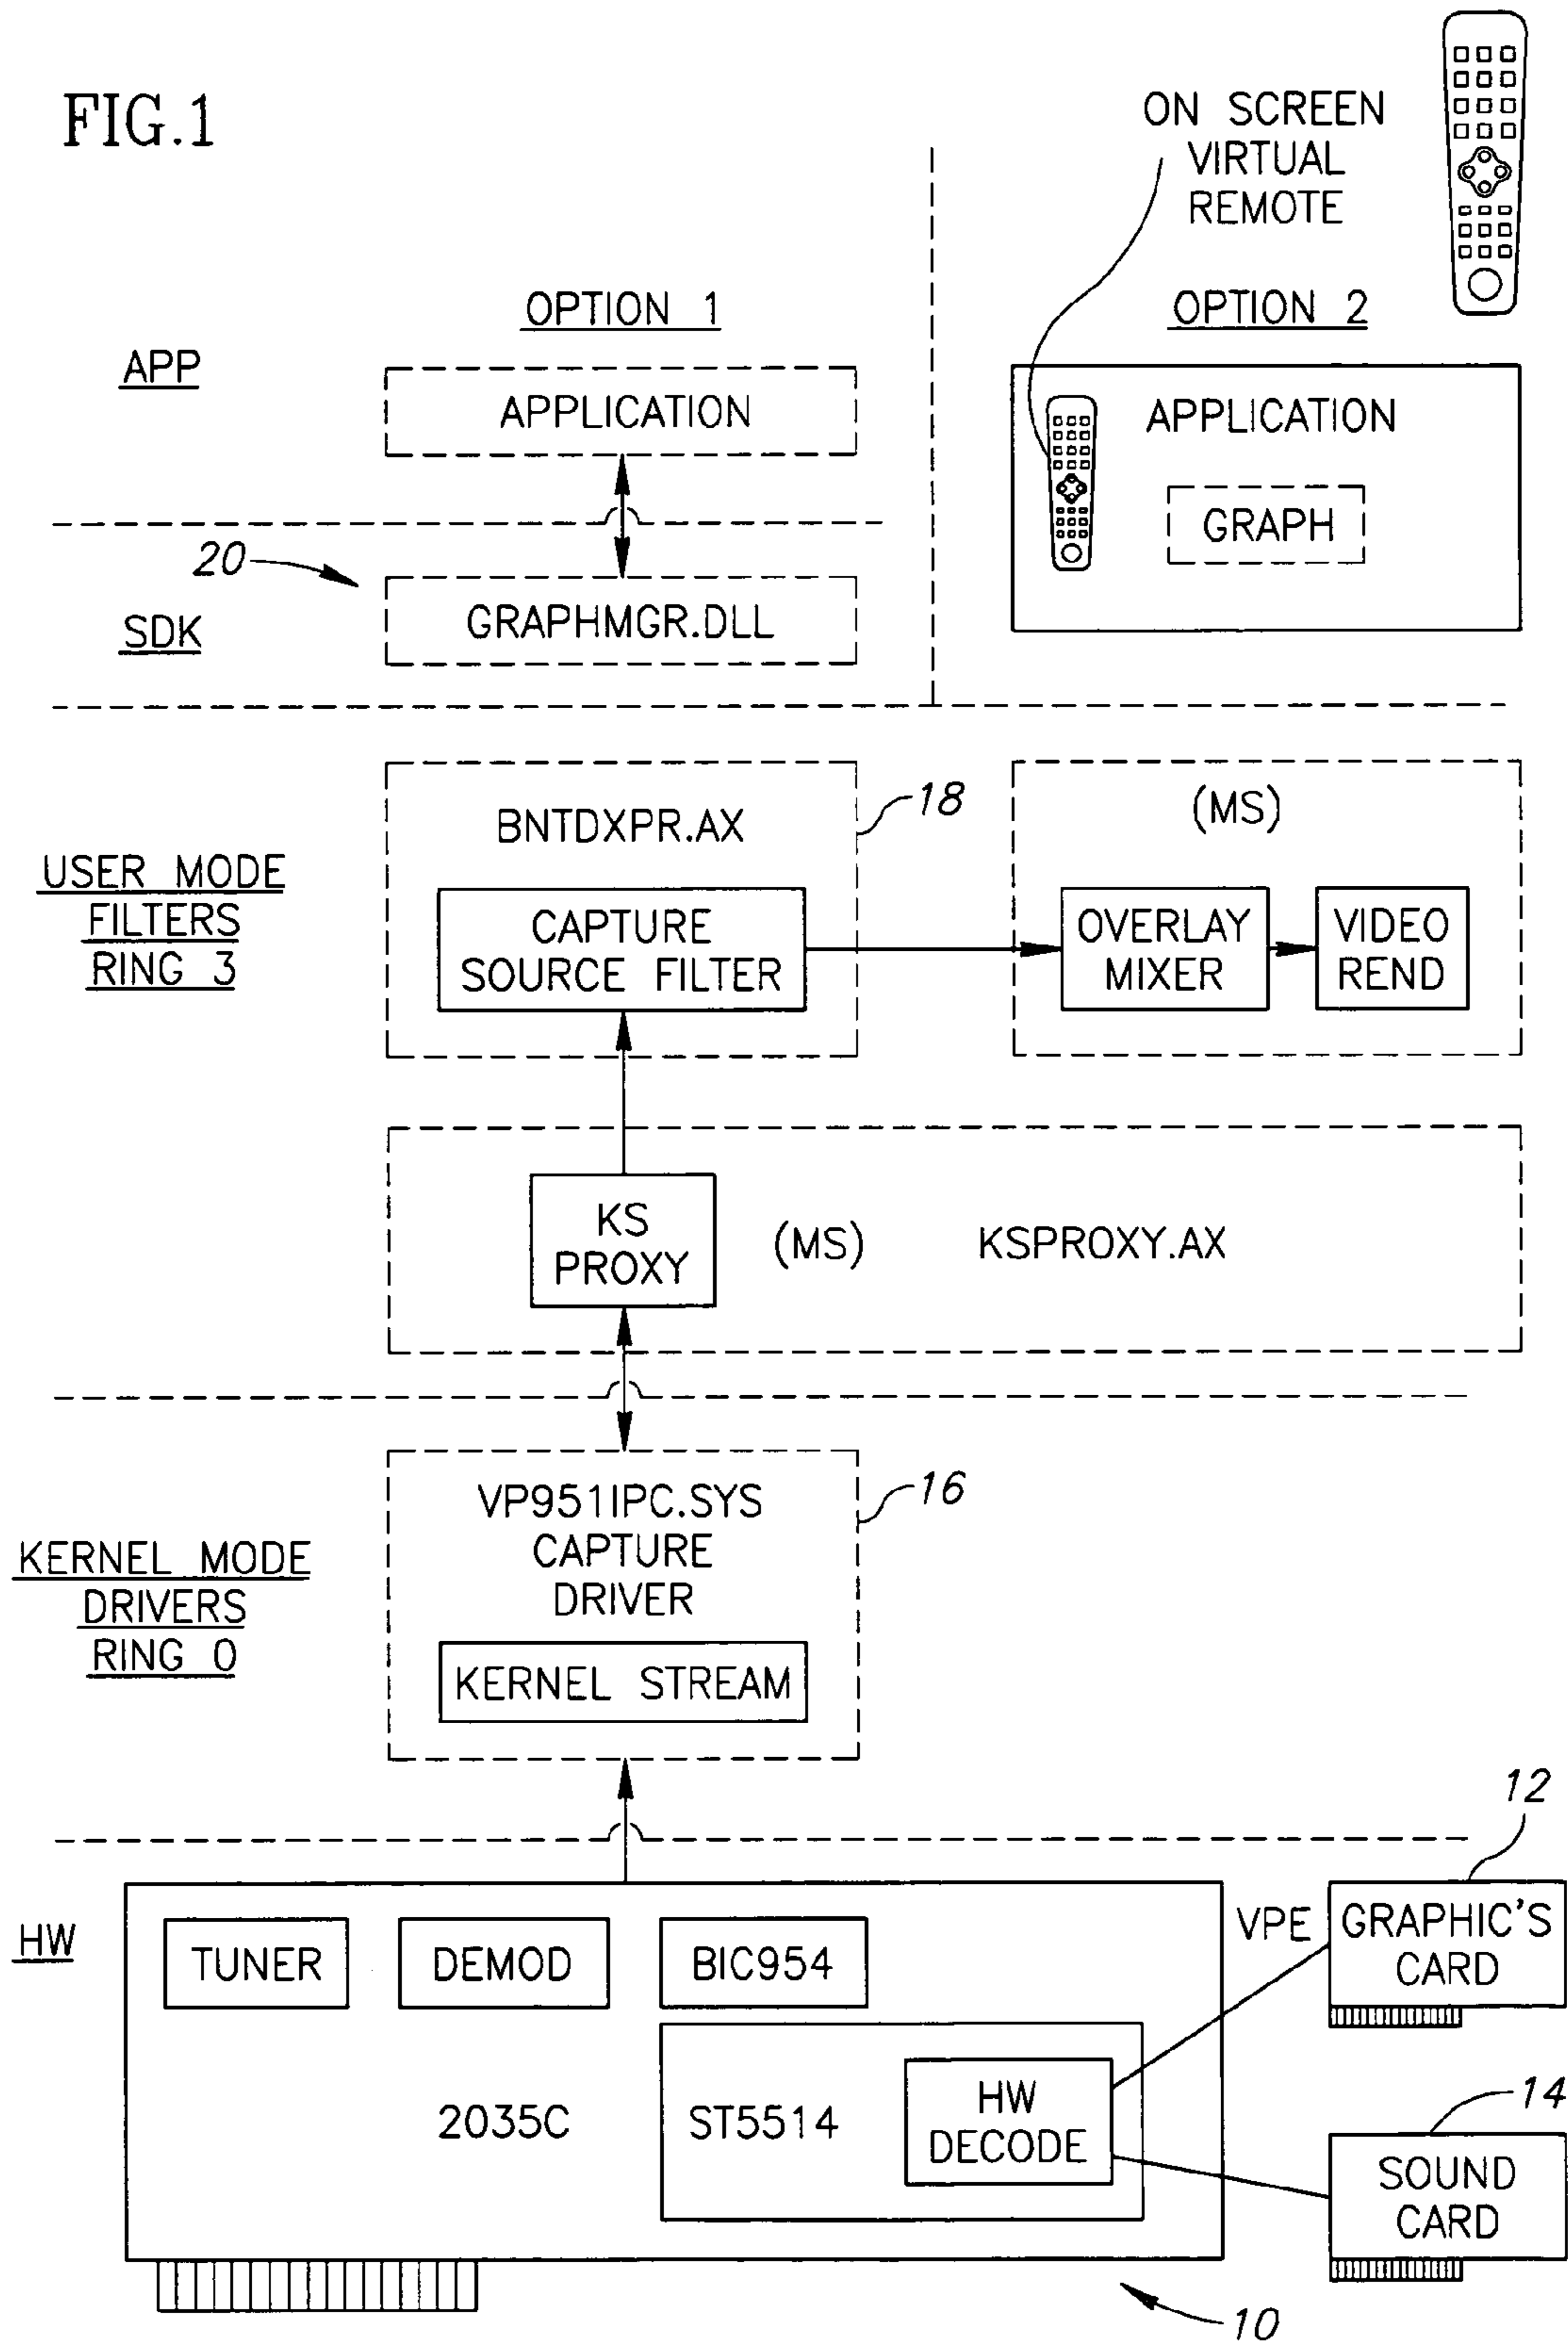 FIG.1
ON SCREEN
VIRTUAL
REMOTE
OPTION 1
OPTION 2
APP
APPLICATION
APPLICATION
GRAPH
20
SDK
GRAPHMGR.DLL
BNTDXPR.AX
18
(MS)
USER MODE
FILTERS
RING 3
CAPTURE
SOURCE FILTER
OVERLAY
MIXER
VIDEO
REND
KS
PROXY
(MS)
KSPROXY.AX
VP951IPC.SYS
CAPTURE
DRIVER
16
KERNEL MODE
DRIVERS
RING 0
KERNEL STREAM
12
HW
TUNER
DEMOD
BIC954
VPE
GRAPHIC'S
CARD
2035C
ST5514
HW
DECODE
14
SOUND
CARD
10